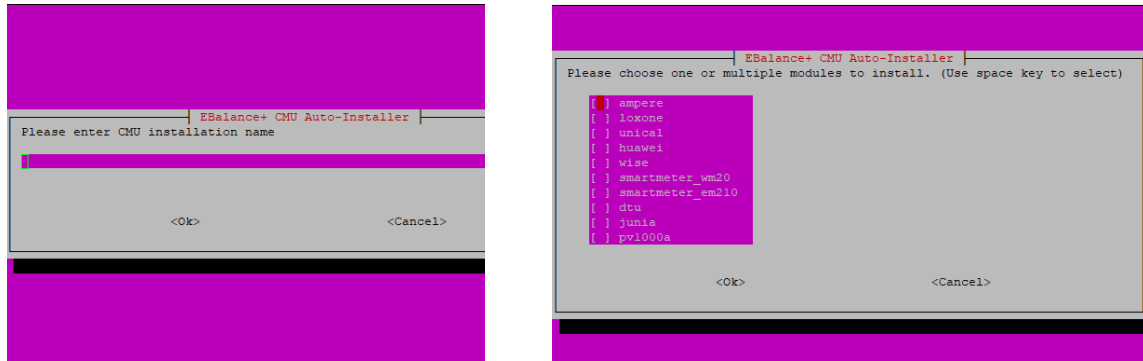 EBalance+ CMU Auto-Installer
Please enter CMU installation name
<Ok> <Cancel>
EBalance+ CMU Auto-Installer
Please choose one or multiple modules to install. (Use space key to select)
[ ] ampere
[ ] loxone
[ ] unical
[ ] huawei
[ ] wise
[ ] smartmeter_wm20
[ ] smartmeter_em210
[ ] dtu
[ ] junia
[ ] pv1000a
<Ok> <Cancel>